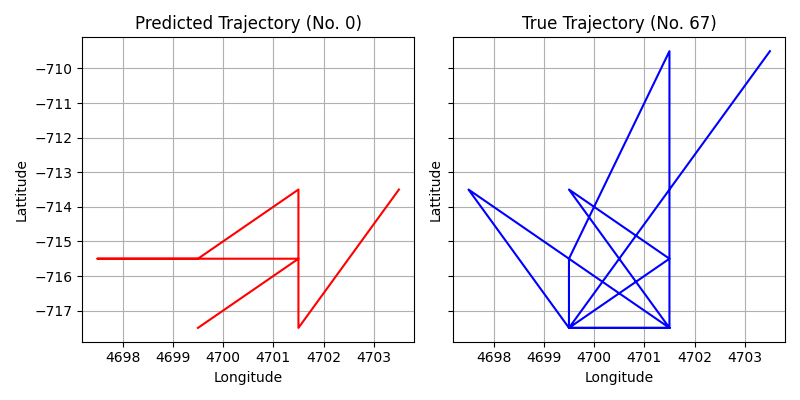 Predicted Trajectory (No. 0)
True Trajectory (No. 67)
Lattitude
−710
−711
−712
−713
−714
−715
−716
−717
4698 4699 4700 4701 4702 4703
Longitude
Lattitude
4698 4699 4700 4701 4702 4703
Longitude